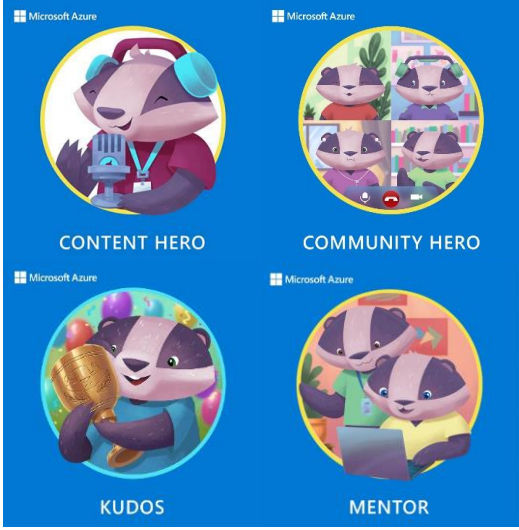 Microsoft Azure
Microsoft Azure
CONTENT HERO
COMMUNITY HERO
Microsoft Azure
Microsoft Azure
KUDOS
MENTOR